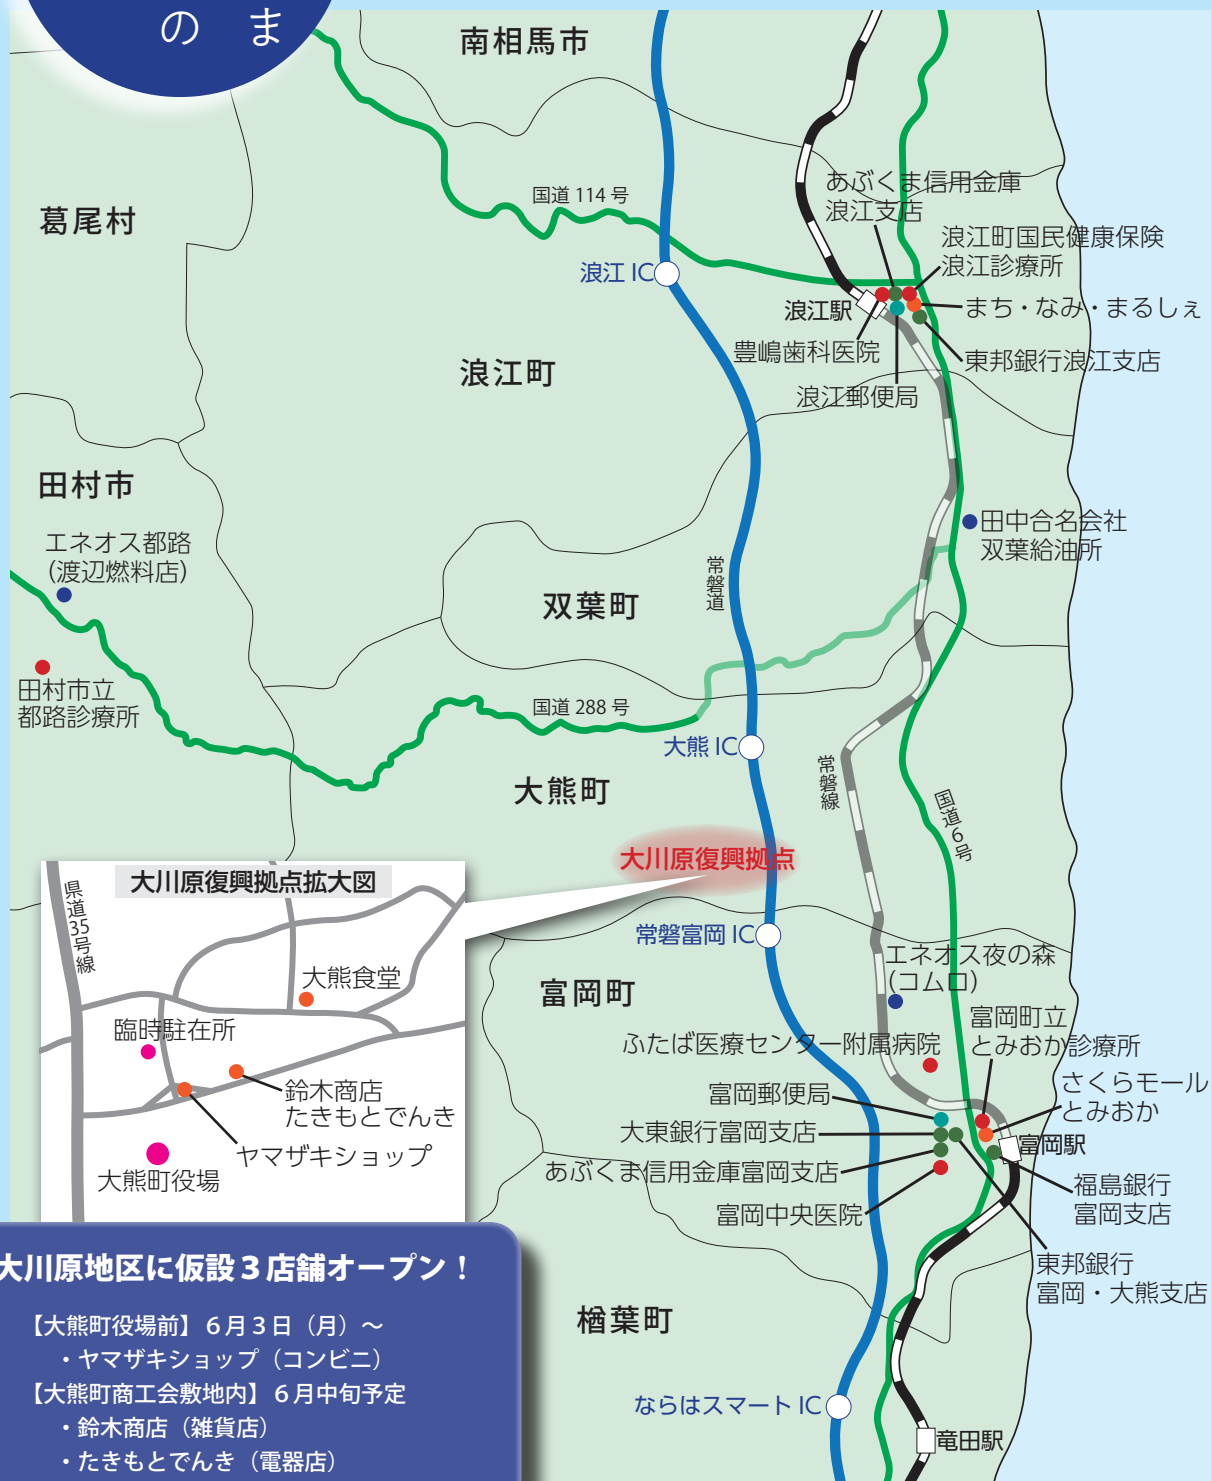 のま
南相馬市
国道 114 号
あぶくま信用金庫
浪江支店
葛尾村
浪江町国民健康保険
浪江診療所
浪江 IC
浪江駅
まち・なみ・まるしぇ
豊嶋歯科医院
東邦銀行浪江支店
浪江町
浪江郵便局
田村市
エネオス都路
(渡辺燃料店)
田中合名会社
双葉給油所
常磐道
双葉町
田村市立
都路診療所
国道 288 号
大熊 IC
常磐線
大熊町
国道6号
大川原復興拠点
大川原復興拠点拡大図
県道35号線
常磐富岡 IC
エネオス夜の森
(コムロ)
大熊食堂
富岡町
富岡町立
とみおか診療所
臨時駐在所
ふたば医療センター附属病院
さくらモール
とみおか
鈴木商店
たきもとでんき
富岡郵便局
大東銀行富岡支店
富岡駅
ヤマザキショップ
あぶくま信用金庫富岡支店
大熊町役場
福島銀行
富岡支店
富岡中央医院
東邦銀行
富岡・大熊支店
大川原地区に仮設3店舗オープン！
【大熊町役場前】6月3日（月）～
・ヤマザキショップ（コンビニ）
【大熊町商工会敷地内】6月中旬予定
・鈴木商店（雑貨店）
・たきもとでんき（電器店）
楢葉町
ならはスマート IC
竜田駅